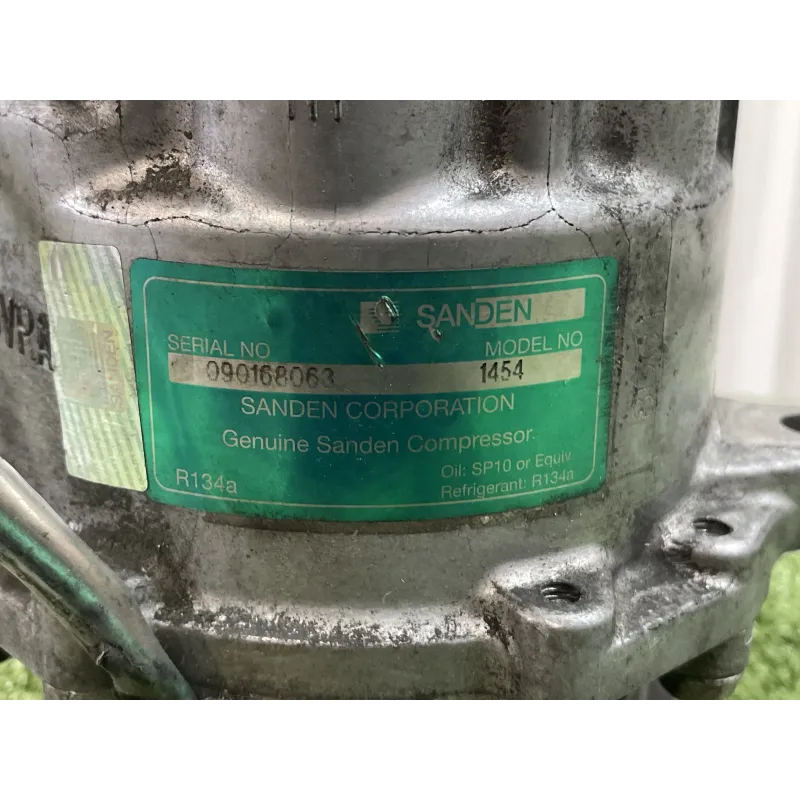 SANDEN
SERIAL NO
MODEL NO
090168063
1454
SANDEN CORPORATION
Genuine Sanden Compressor.
R134a
Oil: SP10 or Equiv.
Refrigerant: R134a
SANDEN